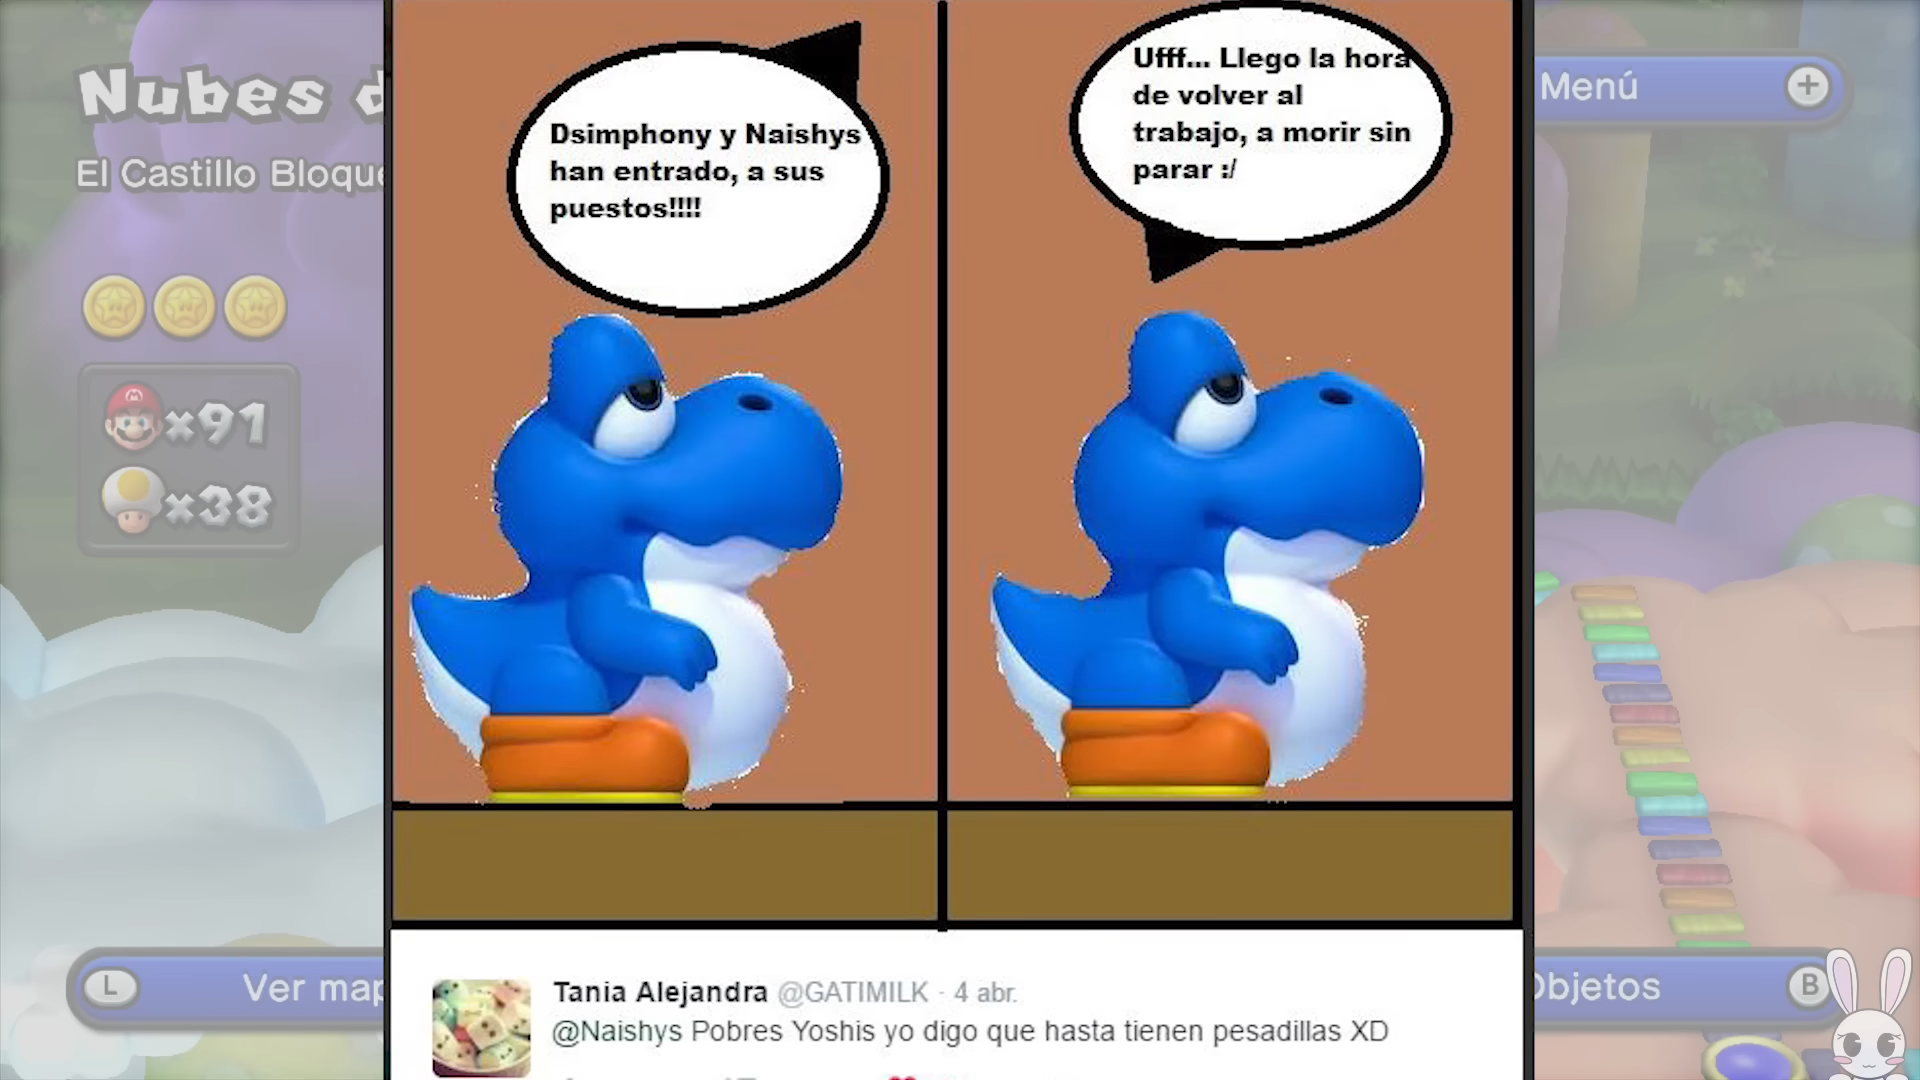 Nubes d
El Castillo Bloque
×91
×38
L
Ver map
Dsimphony y Naishys
han entrado, a sus
puestos!!!!
Ufff... Llego la hora
de volver al
trabajo, a morir sin
parar :/
Menú
+
Objetos
B
Tania Alejandra @GATIMILK · 4 abr.
@Naishys Pobres Yoshis yo digo que hasta tienen pesadillas XD